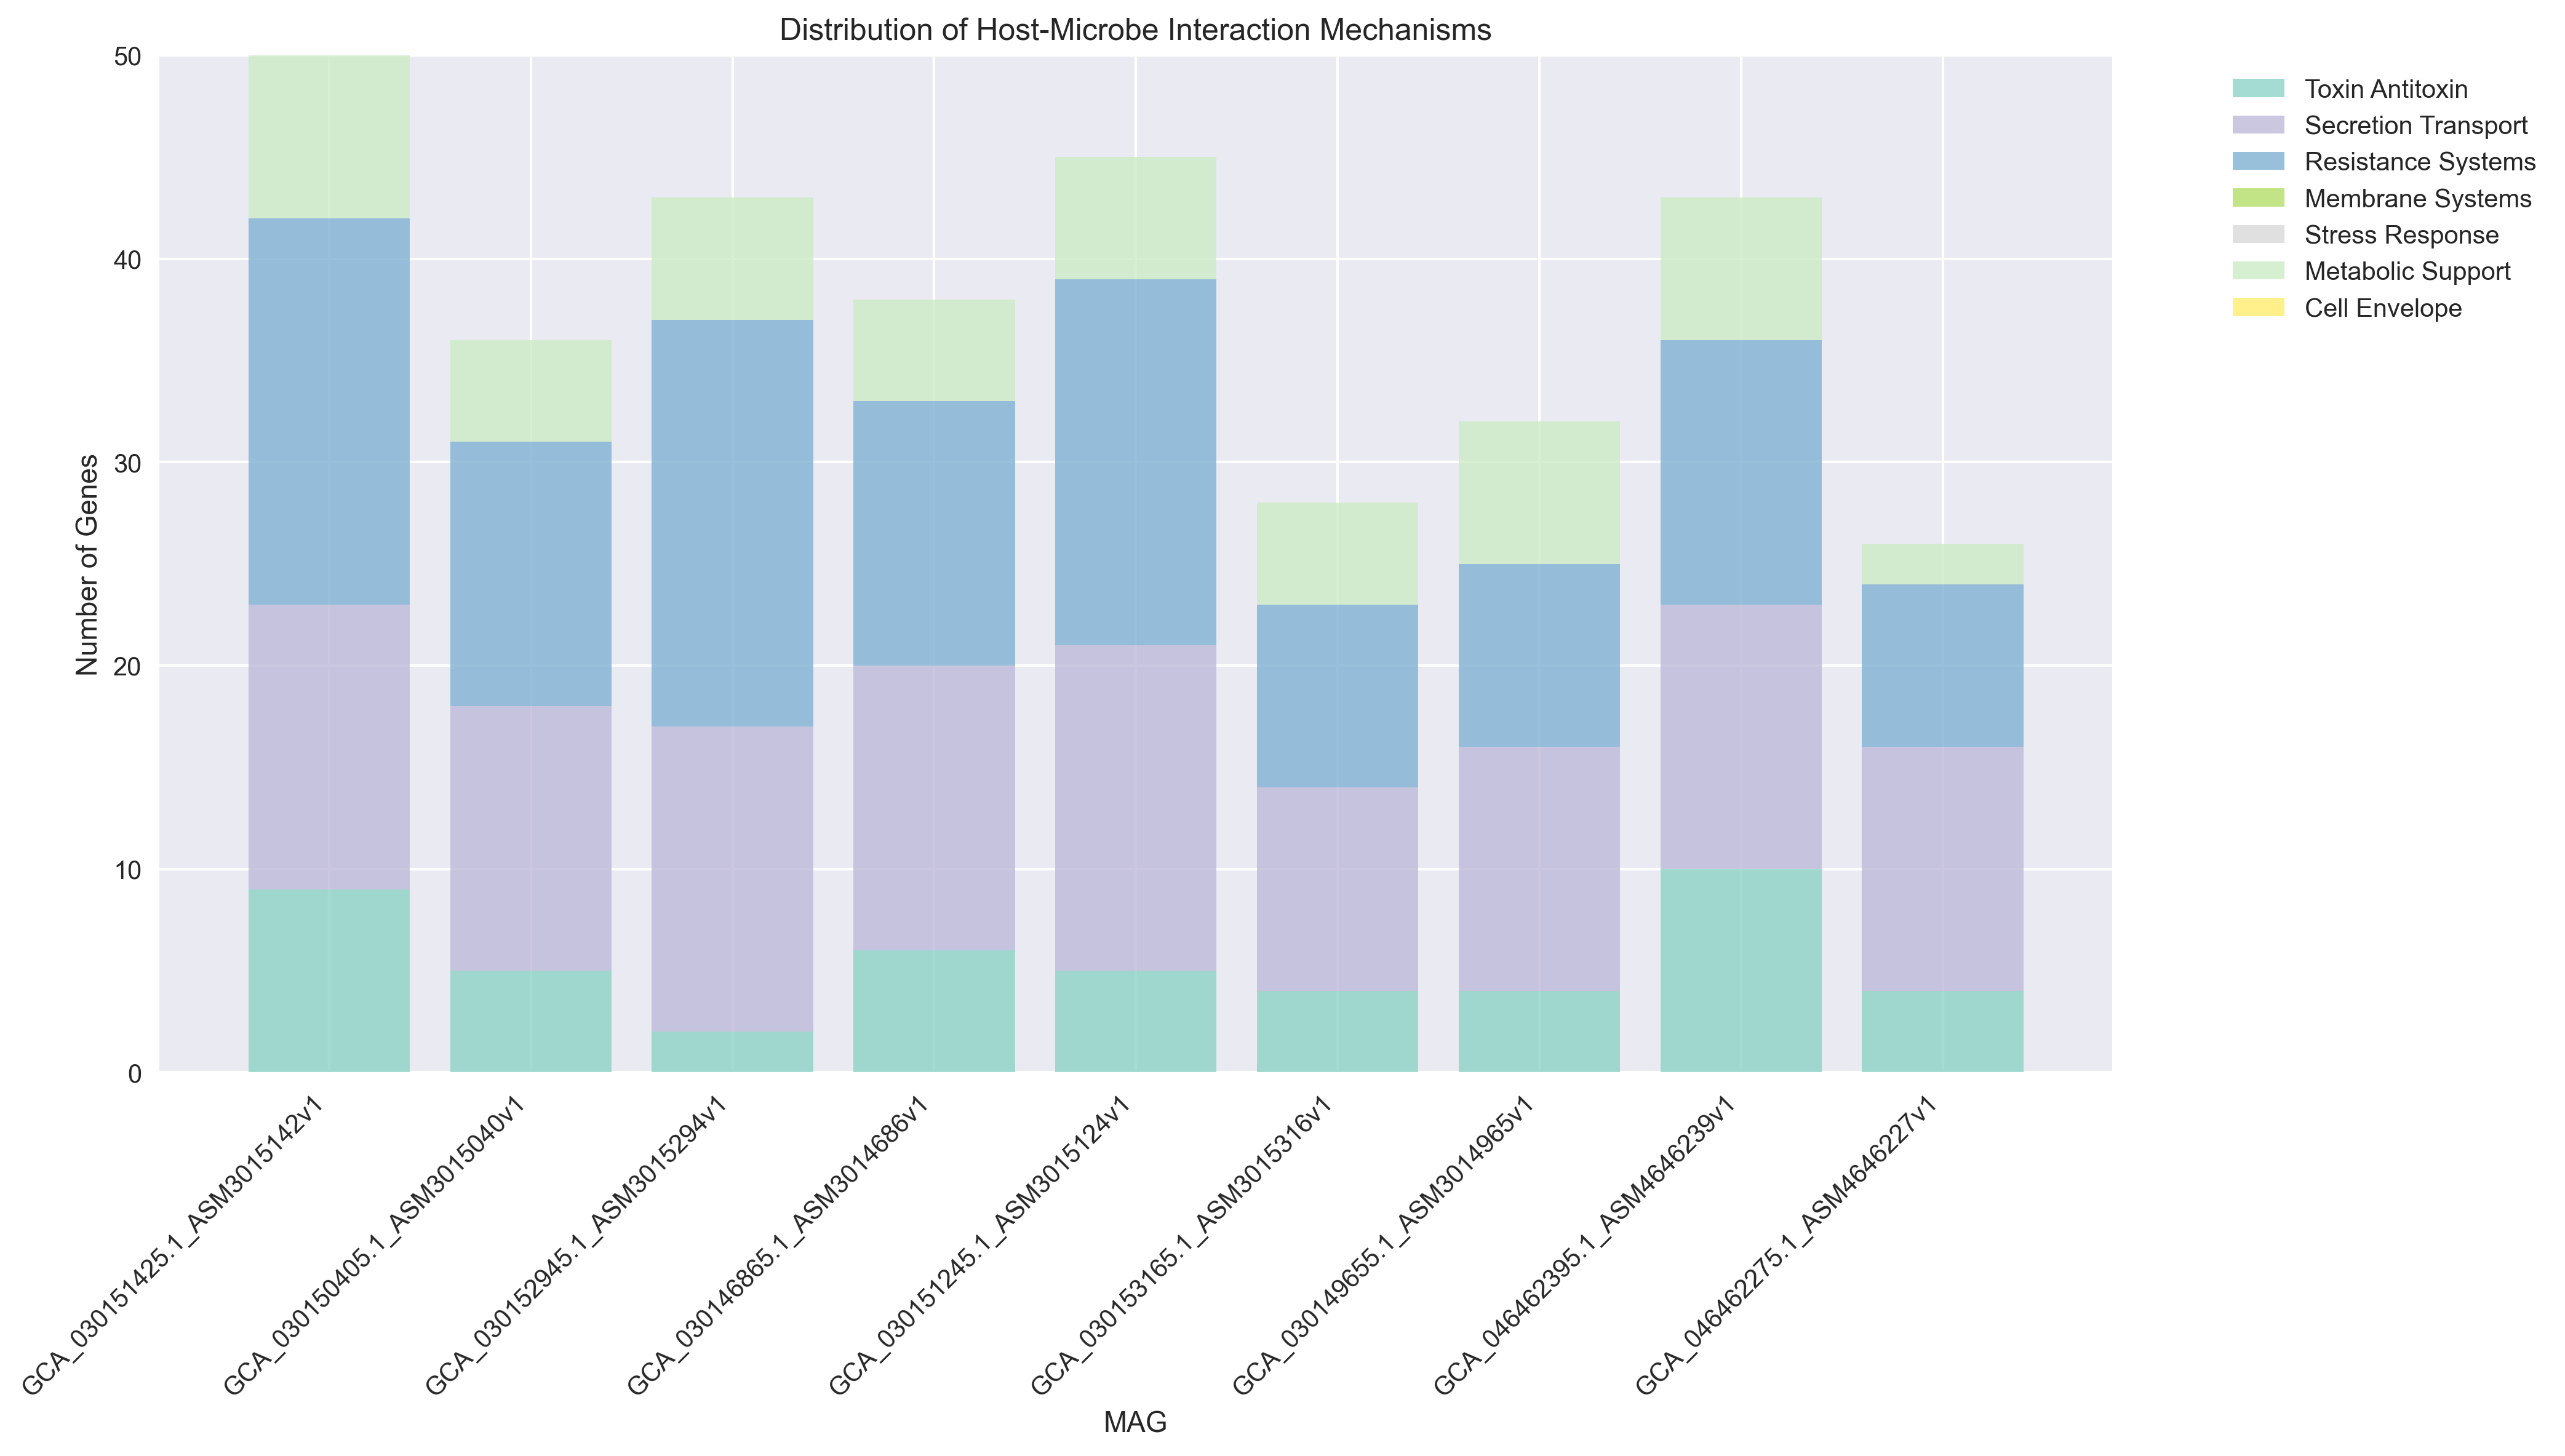 Distribution of Host-Microbe Interaction Mechanisms
50
40
30
20
10
0
Number of Genes
Toxin Antitoxin
Secretion Transport
Resistance Systems
Membrane Systems
Stress Response
Metabolic Support
Cell Envelope
GCA_030151425.1_ASM3015142v1
GCA_030150405.1_ASM3015040v1
GCA_030152945.1_ASM3015294v1
GCA_030146865.1_ASM3014686v1
GCA_030151245.1_ASM3015124v1
GCA_030153165.1_ASM3015316v1
GCA_030149655.1_ASM3014965v1
GCA_046462395.1_ASM4646239v1
GCA_046462275.1_ASM4646227v1
MAG